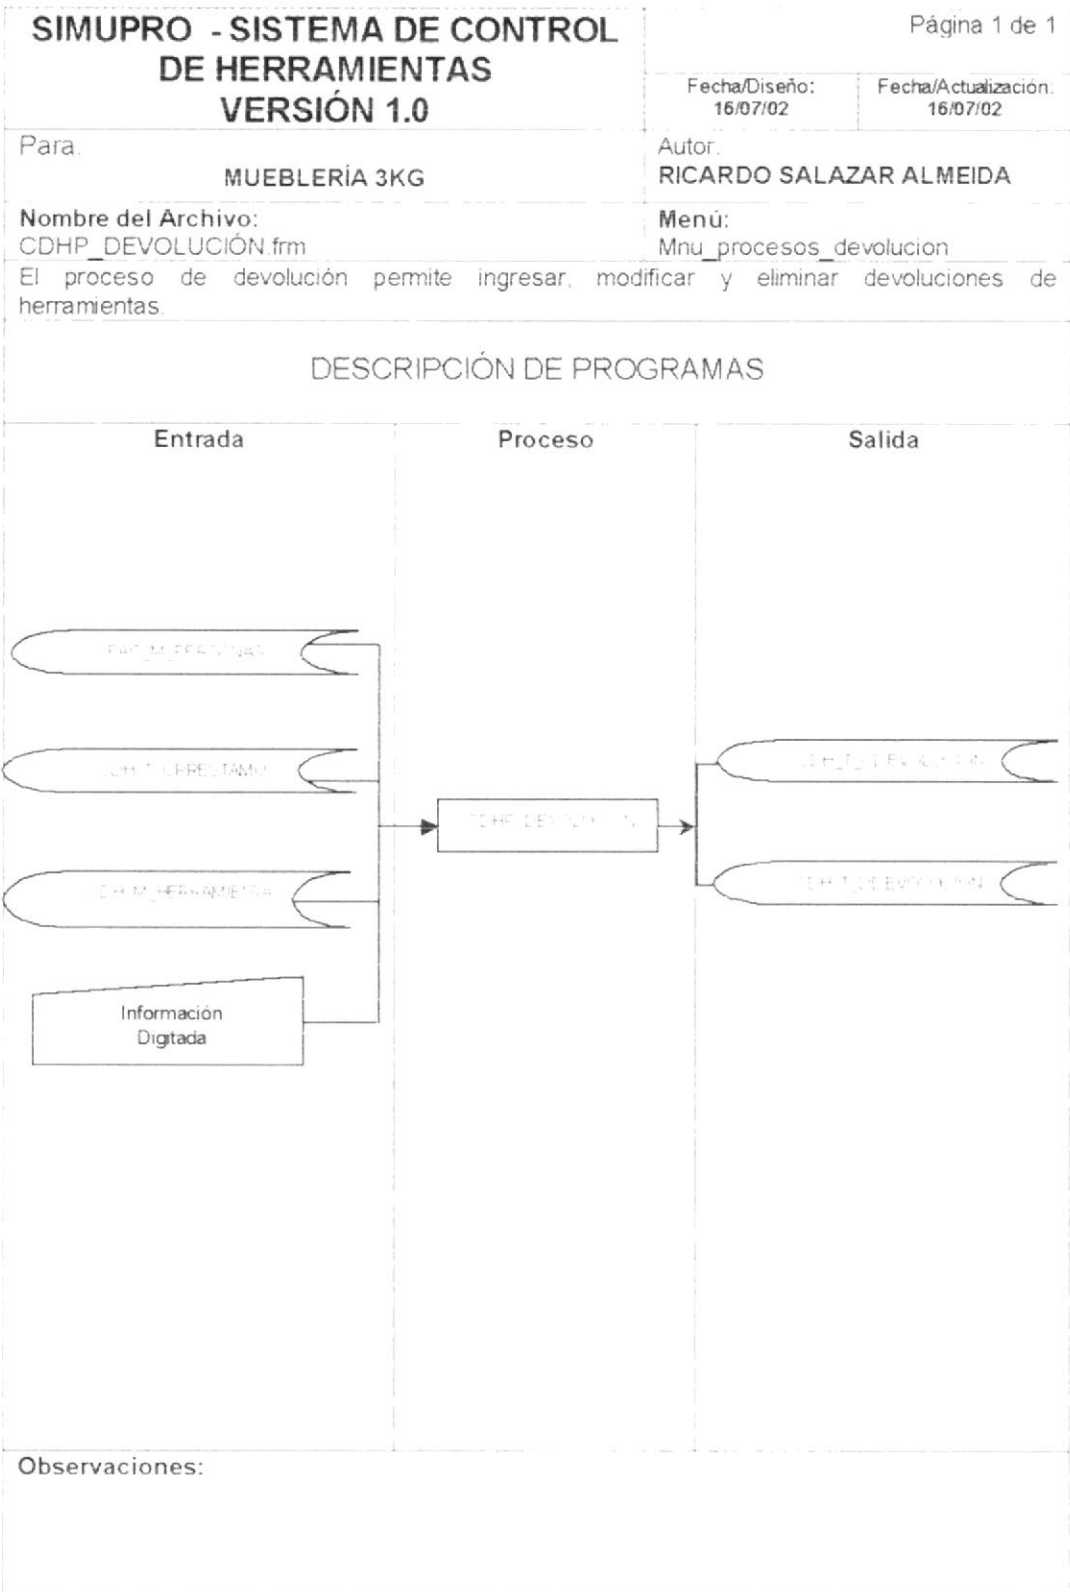 SIMUPRO - SISTEMA DE CONTROL
DE HERRAMIENTAS
VERSIÓN 1.0
Página 1 de 1
Fecha/Diseño:
16/07/02
Fecha/Actualización:
16/07/02
Para.
MUEBLERÍA 3KG
Autor.
RICARDO SALAZAR ALMEIDA
Nombre del Archivo:
CDHP_DEVOLUCIÓN.frm
Menú:
Mnu_procesos_devolucion
El proceso de devolución permite ingresar, modificar y eliminar devoluciones de
herramientas.
DESCRIPCIÓN DE PROGRAMAS
Entrada
Proceso
Salida
Información
Digitada
Observaciones: